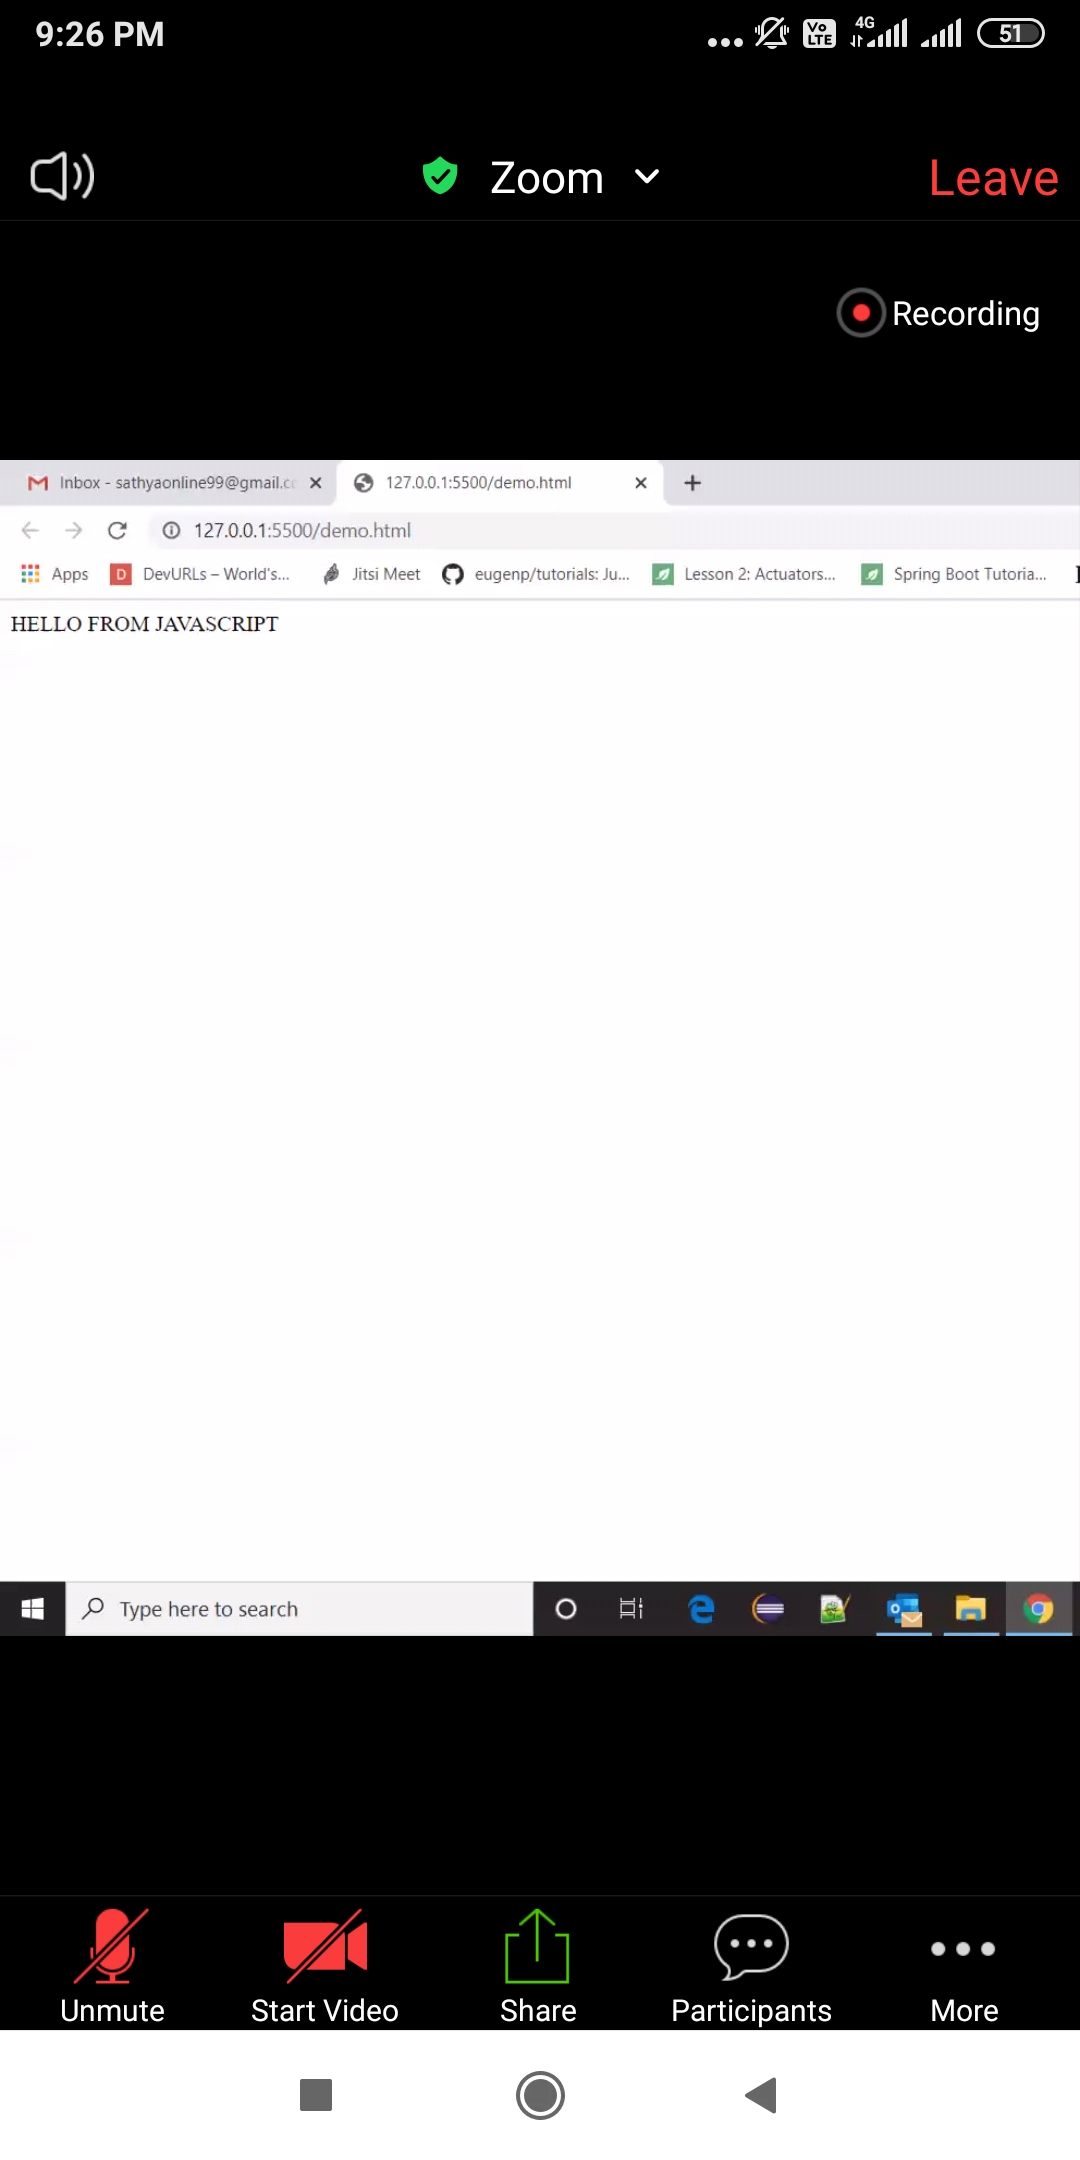 9:26 PM
Vo LTE
4G
51
Zoom
Leave
Recording
Inbox - sathyaonline99@gmail.c
127.0.0.1:5500/demo.html
127.0.0.1:5500/demo.html
Apps
D
DevURLs – World's...
Jitsi Meet
eugenp/tutorials: Ju...
Lesson 2: Actuators...
Spring Boot Tutoria...
HELLO FROM JAVASCRIPT
Type here to search
Unmute
Start Video
Share
Participants
More